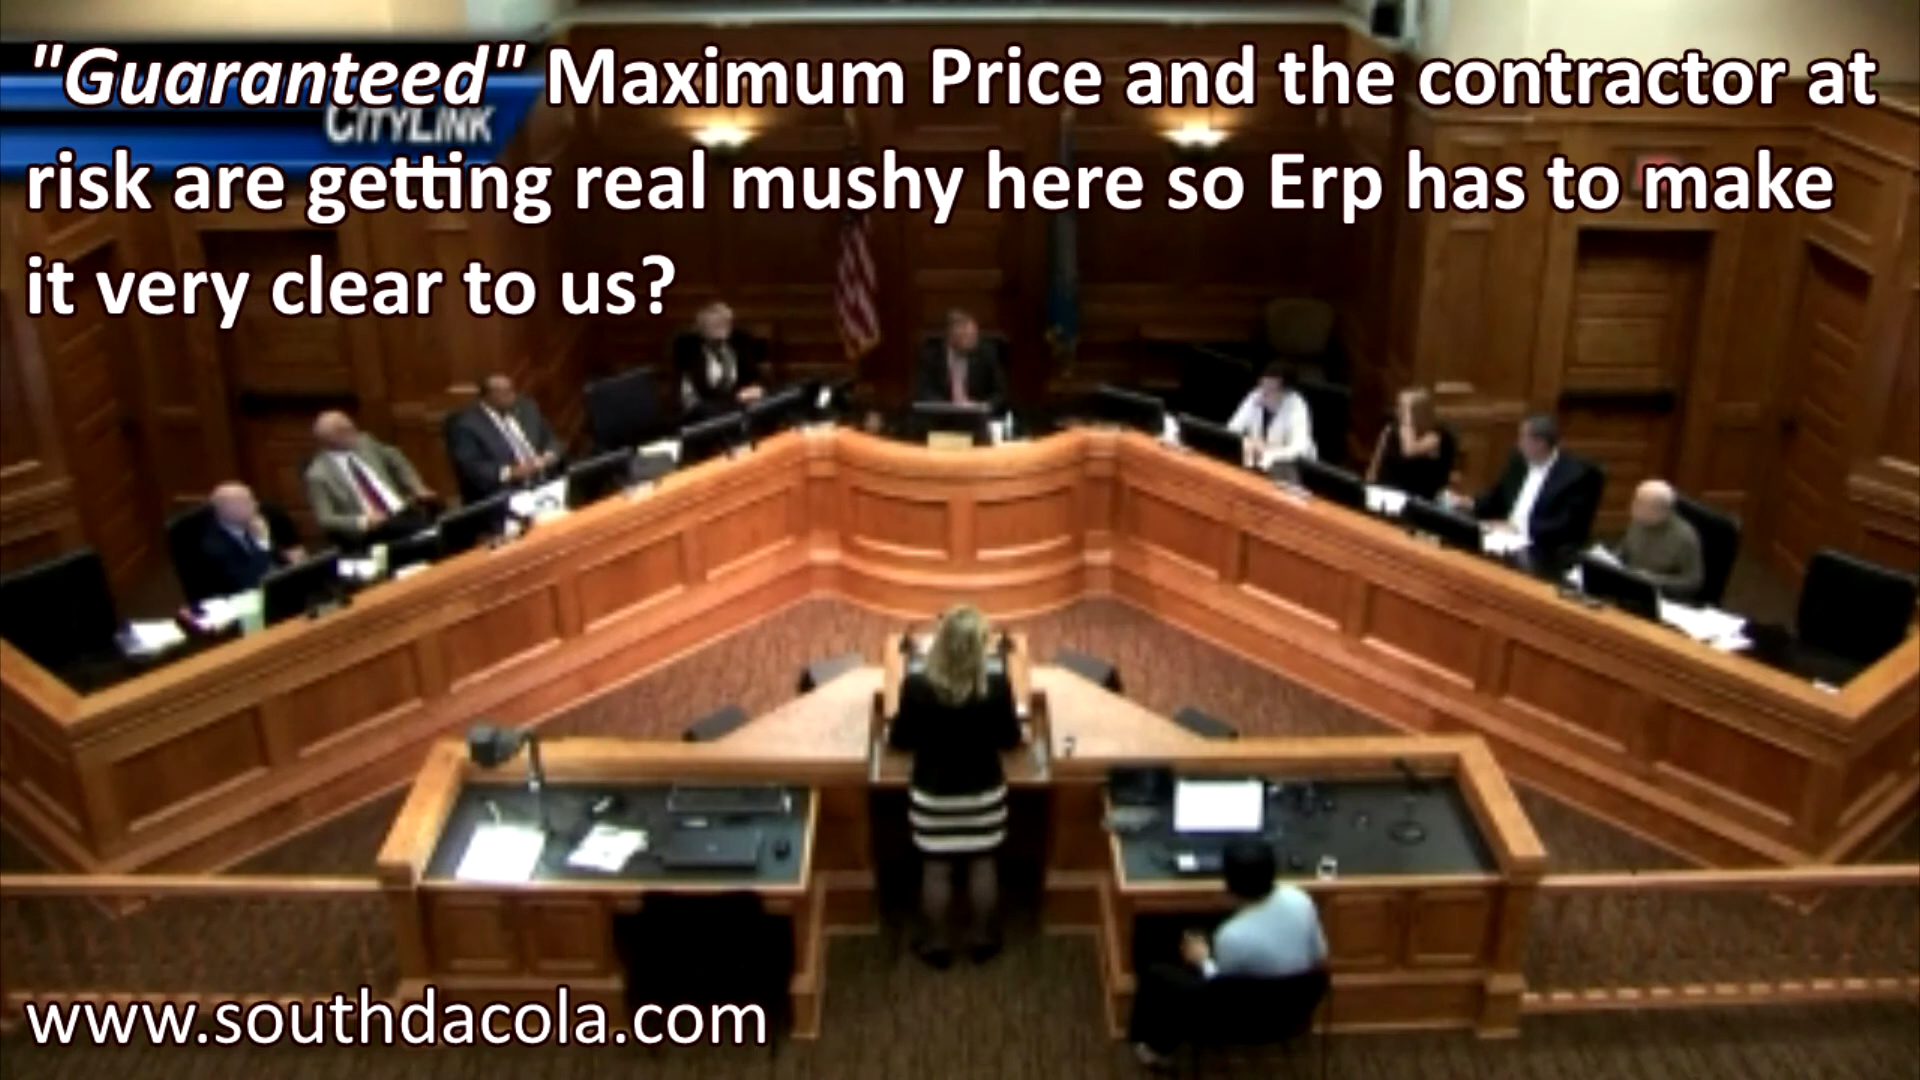 "Guaranteed" Maximum Price and the contractor at
CITYLINK
risk are getting real mushy here so Erp has to make
it very clear to us?
www.southdacola.com